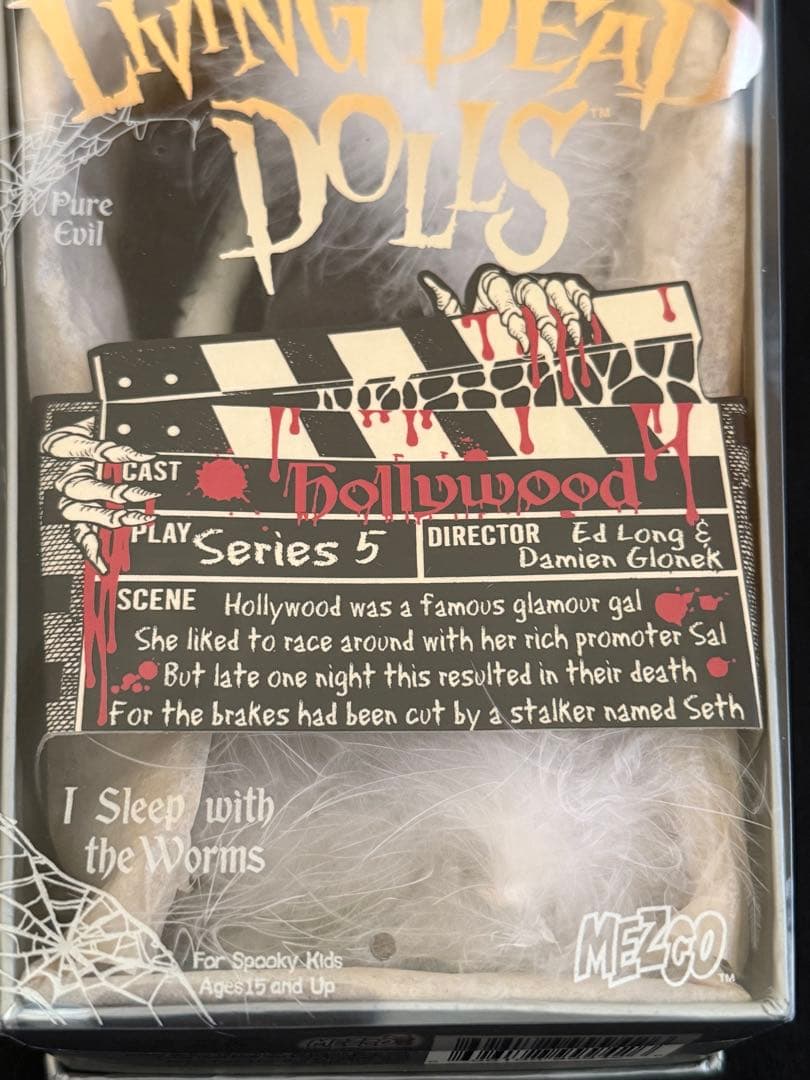 LIVING DEAD
DOLLS™
Pure
Evil
CAST hollywood
PLAY Series 5
DIRECTOR Ed Long &
Damien Glonek
SCENE Hollywood was a famous glamour gal
She liked to race around with her rich promoter Sal
But late one night this resulted in their death
For the brakes had been cut by a stalker named Seth
I Sleep with
the Worms
For Spooky Kids
Ages 15 and Up
MEZCO™
MEZCO